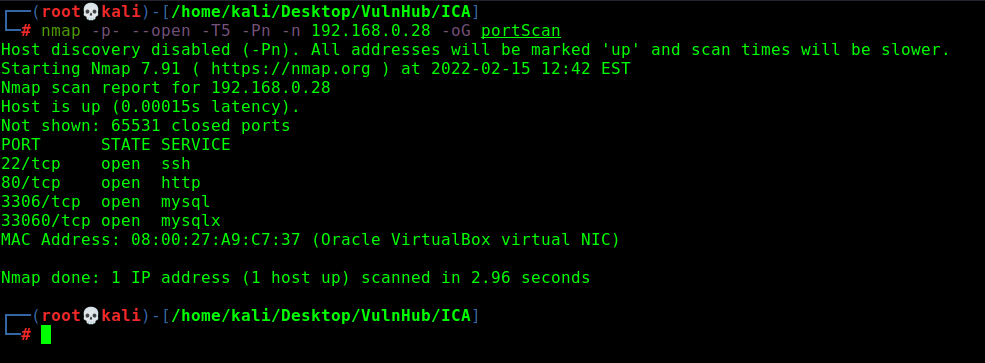 ┌──(root💀kali)-[/home/kali/Desktop/VulnHub/ICA]
└─# nmap -p- --open -T5 -Pn -n 192.168.0.28 -oG portScan
Host discovery disabled (-Pn). All addresses will be marked 'up' and scan times will be slower.
Starting Nmap 7.91 ( https://nmap.org ) at 2022-02-15 12:42 EST
Nmap scan report for 192.168.0.28
Host is up (0.00015s latency).
Not shown: 65531 closed ports
PORT      STATE SERVICE
22/tcp    open  ssh
80/tcp    open  http
3306/tcp  open  mysql
33060/tcp open  mysqlx
MAC Address: 08:00:27:A9:C7:37 (Oracle VirtualBox virtual NIC)

Nmap done: 1 IP address (1 host up) scanned in 2.96 seconds

┌──(root💀kali)-[/home/kali/Desktop/VulnHub/ICA]
└─#